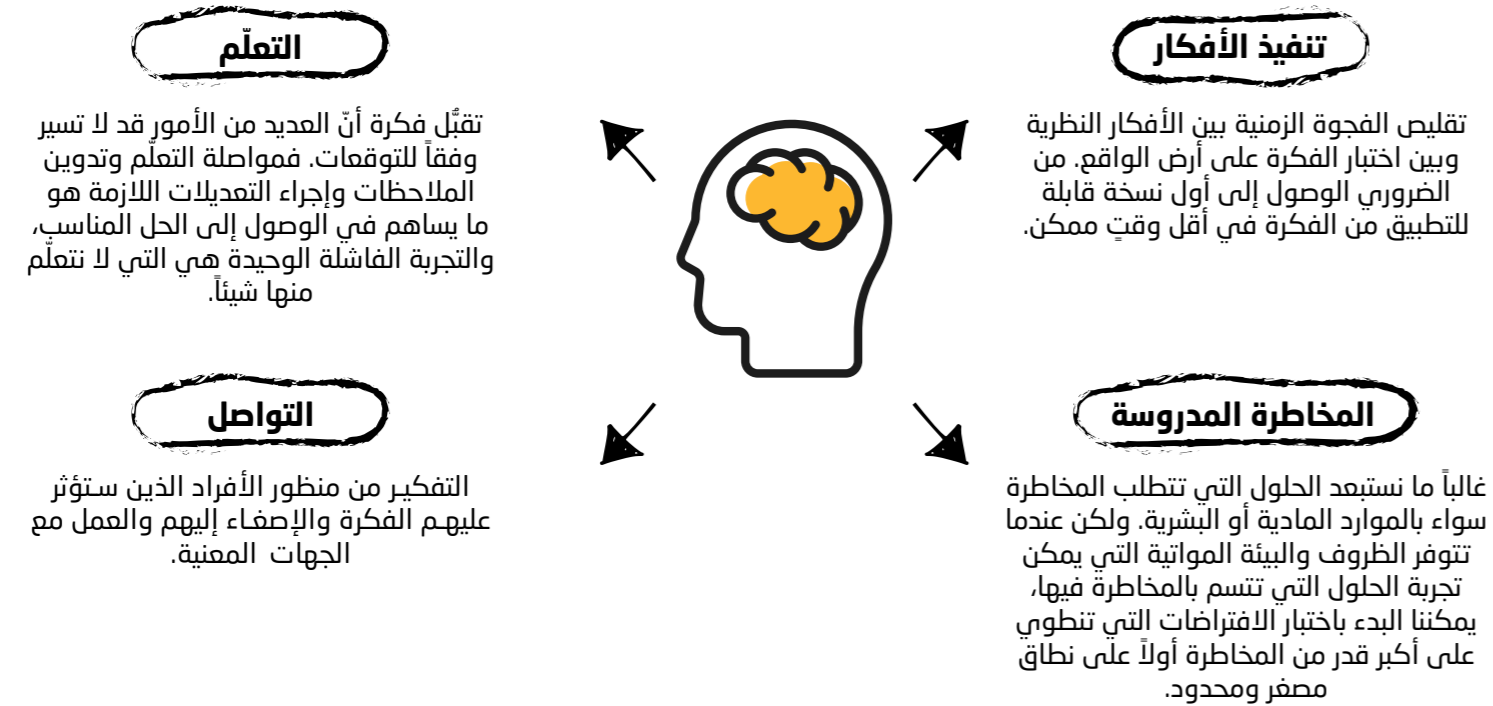 تنفيذ الأفكار
تقليص الفجوة الزمنية بين الأفكار النظرية
وبين اختبار الفكرة على أرض الواقع. من
الضروري الوصول إلى أول نسخة قابلة
للتطبيق من الفكرة في أقل وقتٍ ممكن.
التعلّم
تقبُّل فكرة أنّ العديد من الأمور قد لا تسير
وفقاً للتوقعات. فمواصلة التعلّم وتدوين
الملاحظات وإجراء التعديلات اللازمة هو
ما يساهم في الوصول إلى الحل المناسب،
والتجربة الفاشلة الوحيدة هي التي لا نتعلّم
منها شيئاً.
المخاطرة المدروسة
غالباً ما نستبعد الحلول التي تتطلب المخاطرة
سواء بالموارد المادية أو البشرية. ولكن عندما
تتوفر الظروف والبيئة المواتية التي يمكن
تجربة الحلول التي تتسم بالمخاطرة فيها،
يمكننا البدء باختبار الافتراضات التي تنطوي
على أكبر قدر من المخاطرة أولاً على نطاق
مصغر ومحدود.
التواصل
التفكيـر من منظور الأفراد الذين سـتؤثر
عليهـم الفكرة والإصغـاء إليهم والعمل مع
الجهات المعنية.